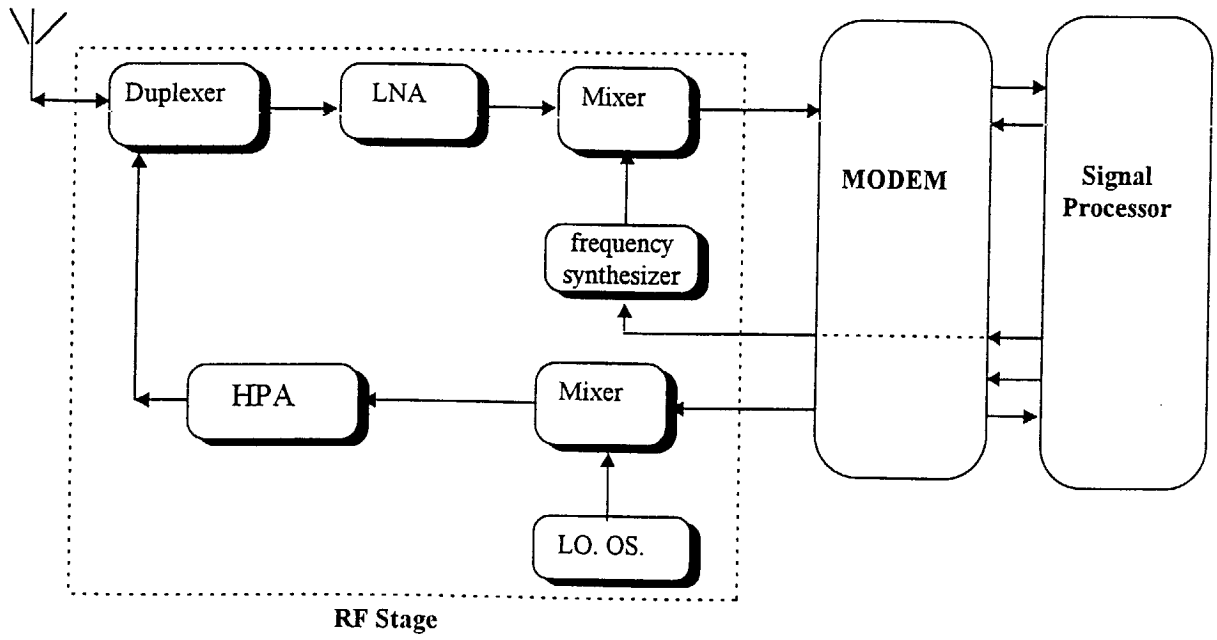 Duplexer
LNA
Mixer
MODEM
Signal
Processor
frequency
synthesizer
HPA
Mixer
LO. OS.
RF Stage